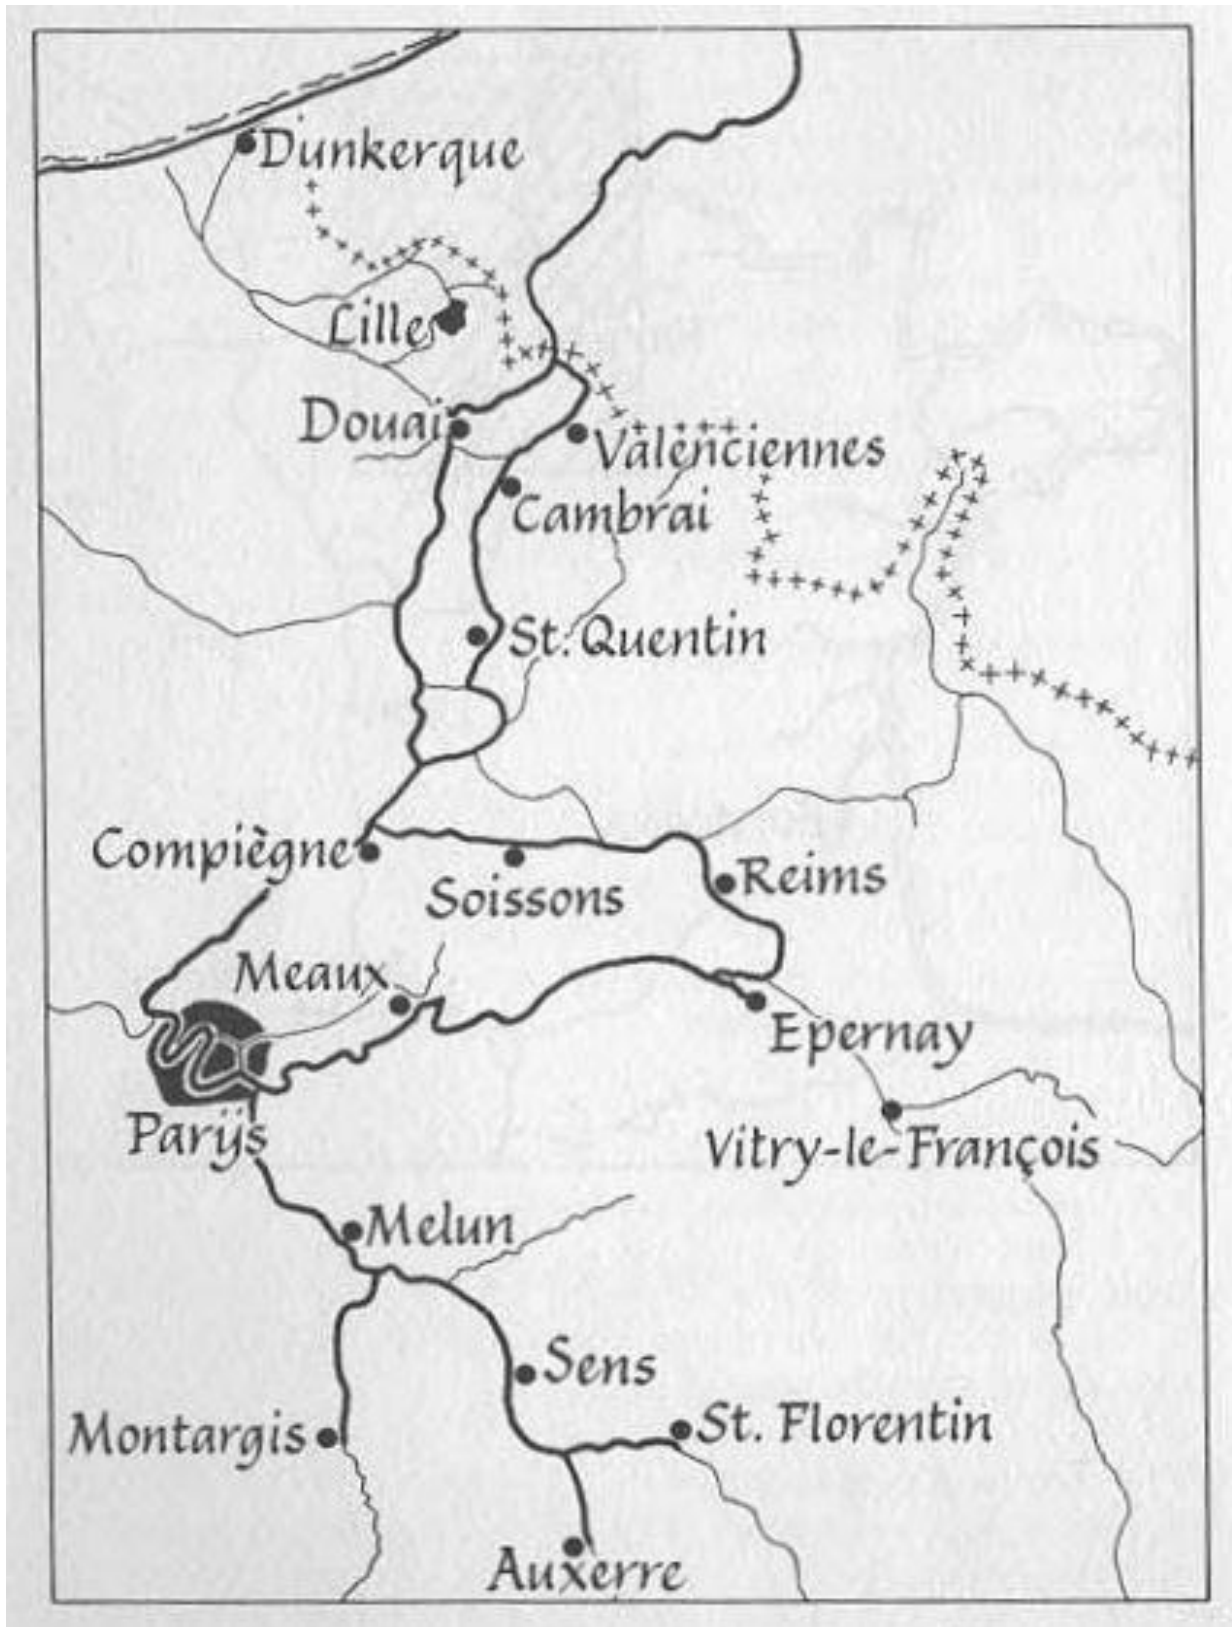 Dunkerque
Lille
Douai
Valenciennes
Cambrai
St. Quentin
Compiègne
Soissons
Reims
Meaux
Epernay
Parijs
Vitry-le-François
Melun
Sens
St. Florentin
Montargis
Auxerre